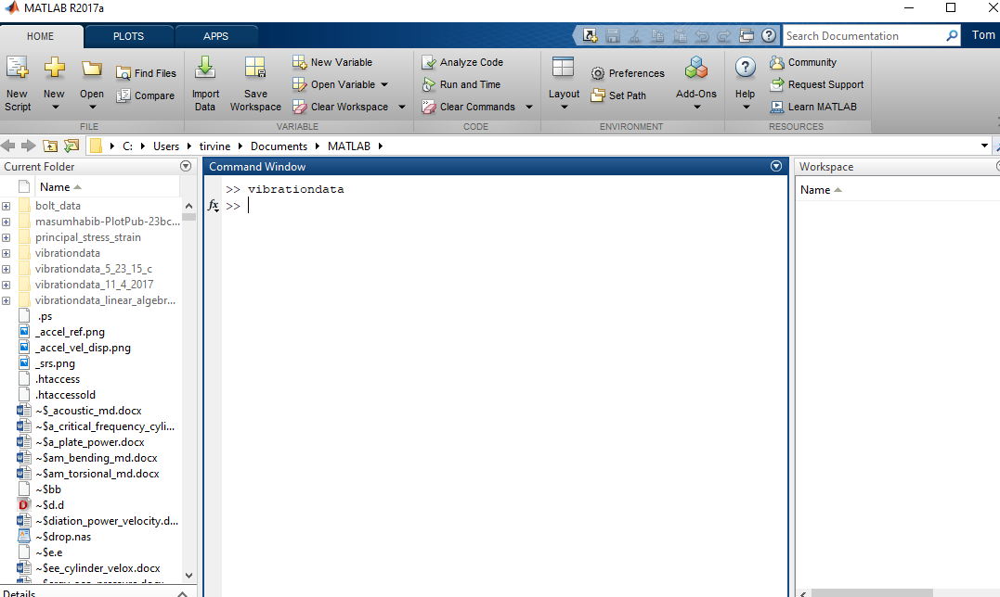 MATLAB R2017a
HOME PLOTS APPS Search Documentation Tom
New Script New Open Find Files Compare Import Data Save Workspace New Variable Open Variable Clear Workspace Analyze Code Run and Time Clear Commands Layout Preferences Set Path Add-Ons Help Community Request Support Learn MATLAB
FILE VARIABLE CODE ENVIRONMENT RESOURCES
C: Users tirvine Documents MATLAB
Current Folder
Name
bolt_data
masumhabib-PlotPub-23bc...
principal_stress_strain
vibrationdata
vibrationdata_5_23_15_c
vibrationdata_11_4_2017
vibrationdata_linear_algebr...
.ps
_accel_ref.png
_accel_vel_disp.png
_srs.png
.htaccess
.htaccessold
~$_acoustic_md.docx
~$a_critical_frequency_cyli...
~$a_plate_power.docx
~$am_bending_md.docx
~$am_torsional_md.docx
~$bb
~$d.d
~$diation_power_velocity.d...
~$drop.nas
~$e.e
~$ee_cylinder_velox.docx
Details
Command Window
>> vibrationdata
fx >>
Workspace
Name